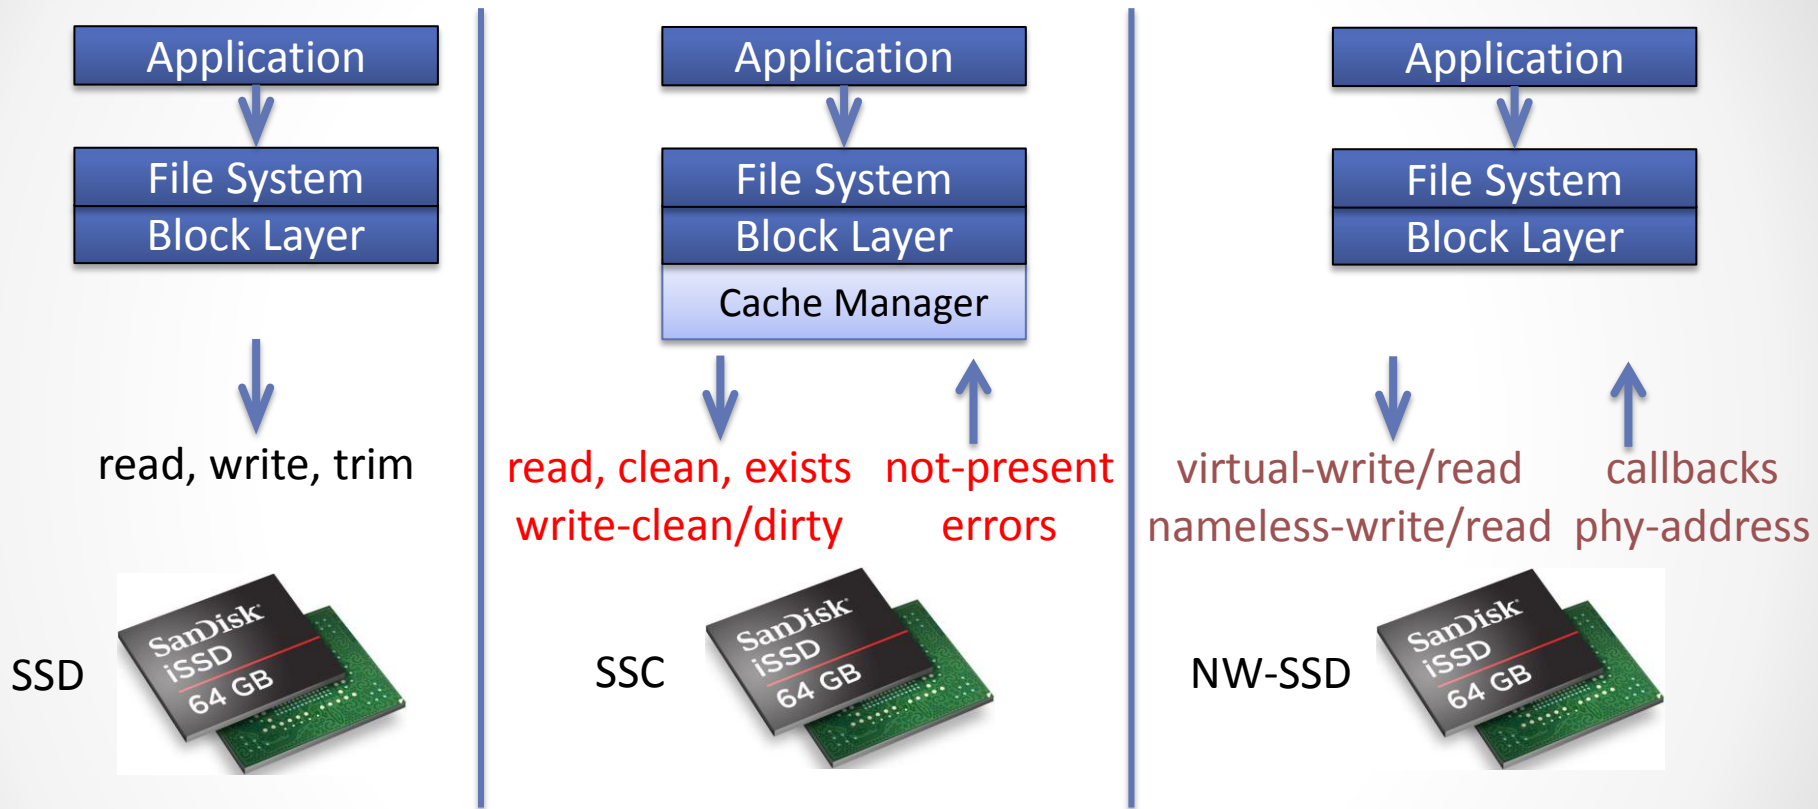 Application
File System
Block Layer
read, write, trim
SSD
SanDisk
iSSD
64 GB
Application
File System
Block Layer
Cache Manager
read, clean, exists
write-clean/dirty
not-present
errors
SSC
SanDisk
iSSD
64 GB
Application
File System
Block Layer
virtual-write/read
nameless-write/read
callbacks
phy-address
NW-SSD
SanDisk
iSSD
64 GB